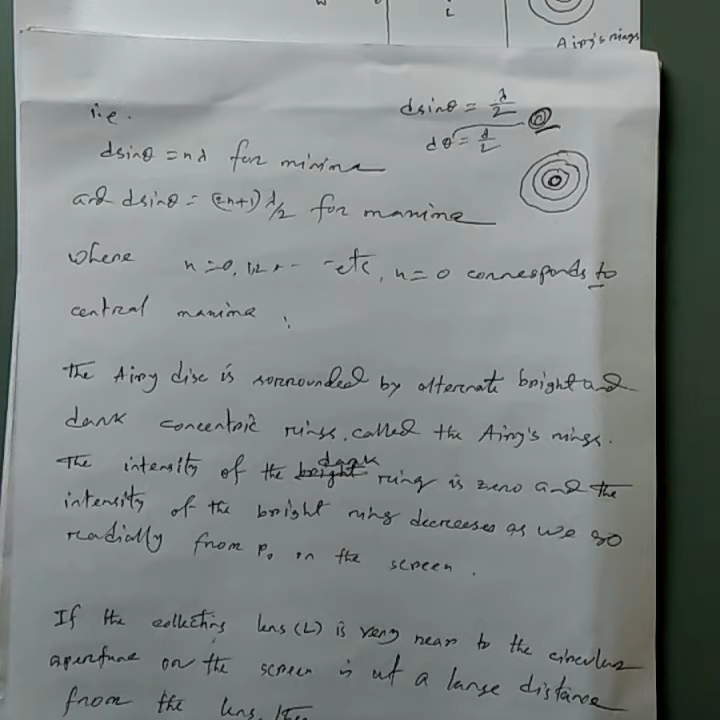 L
Airy's rings
i.e.
dsinθ = λ/2
dθ = λ/2
dsinθ = nλ for minima
and dsinθ = (2n+1) λ/2 for maxima
where n = 0, 1, 2, - - - etc, n = 0 corresponds to
central maxima.
The Airy disc is sorrounded by alternate bright and
dark concentric rings, called the Airy's rings.
The intensity of the bright dark ring is zero and the
intensity of the bright ring decreases as we go
readially from P₀ on the screen.
If the collecting lens (L) is very near to the circular
aperture or the screen is at a large distance
from the lens,